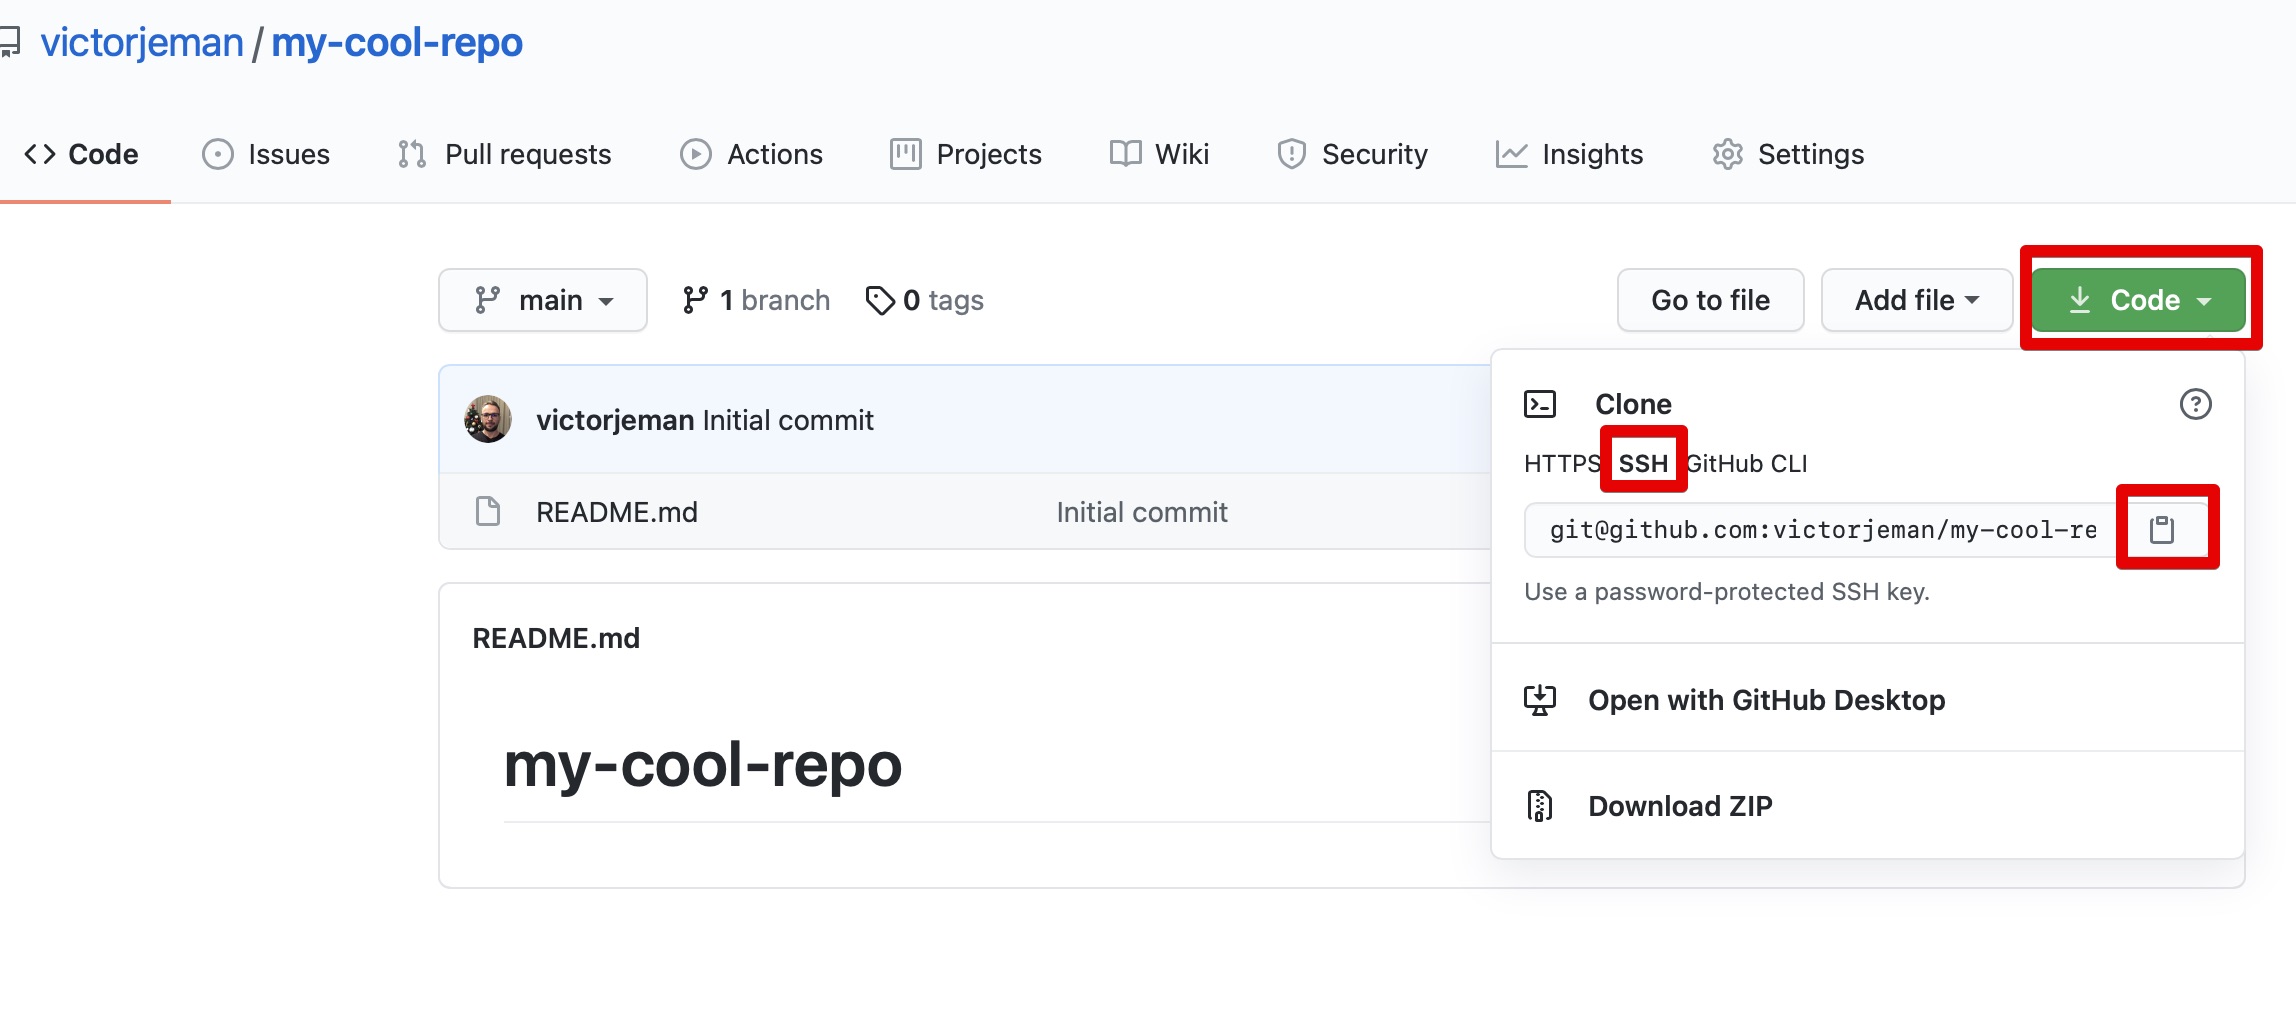 victorjeman / my-cool-repo
Code Issues Pull requests Actions Projects Wiki Security Insights Settings
main 1 branch 0 tags Go to file Add file Code
victorjeman Initial commit
README.md Initial commit
README.md
my-cool-repo
Clone
HTTPS SSH GitHub CLI
git@github.com:victorjeman/my-cool-re
Use a password-protected SSH key.
Open with GitHub Desktop
Download ZIP